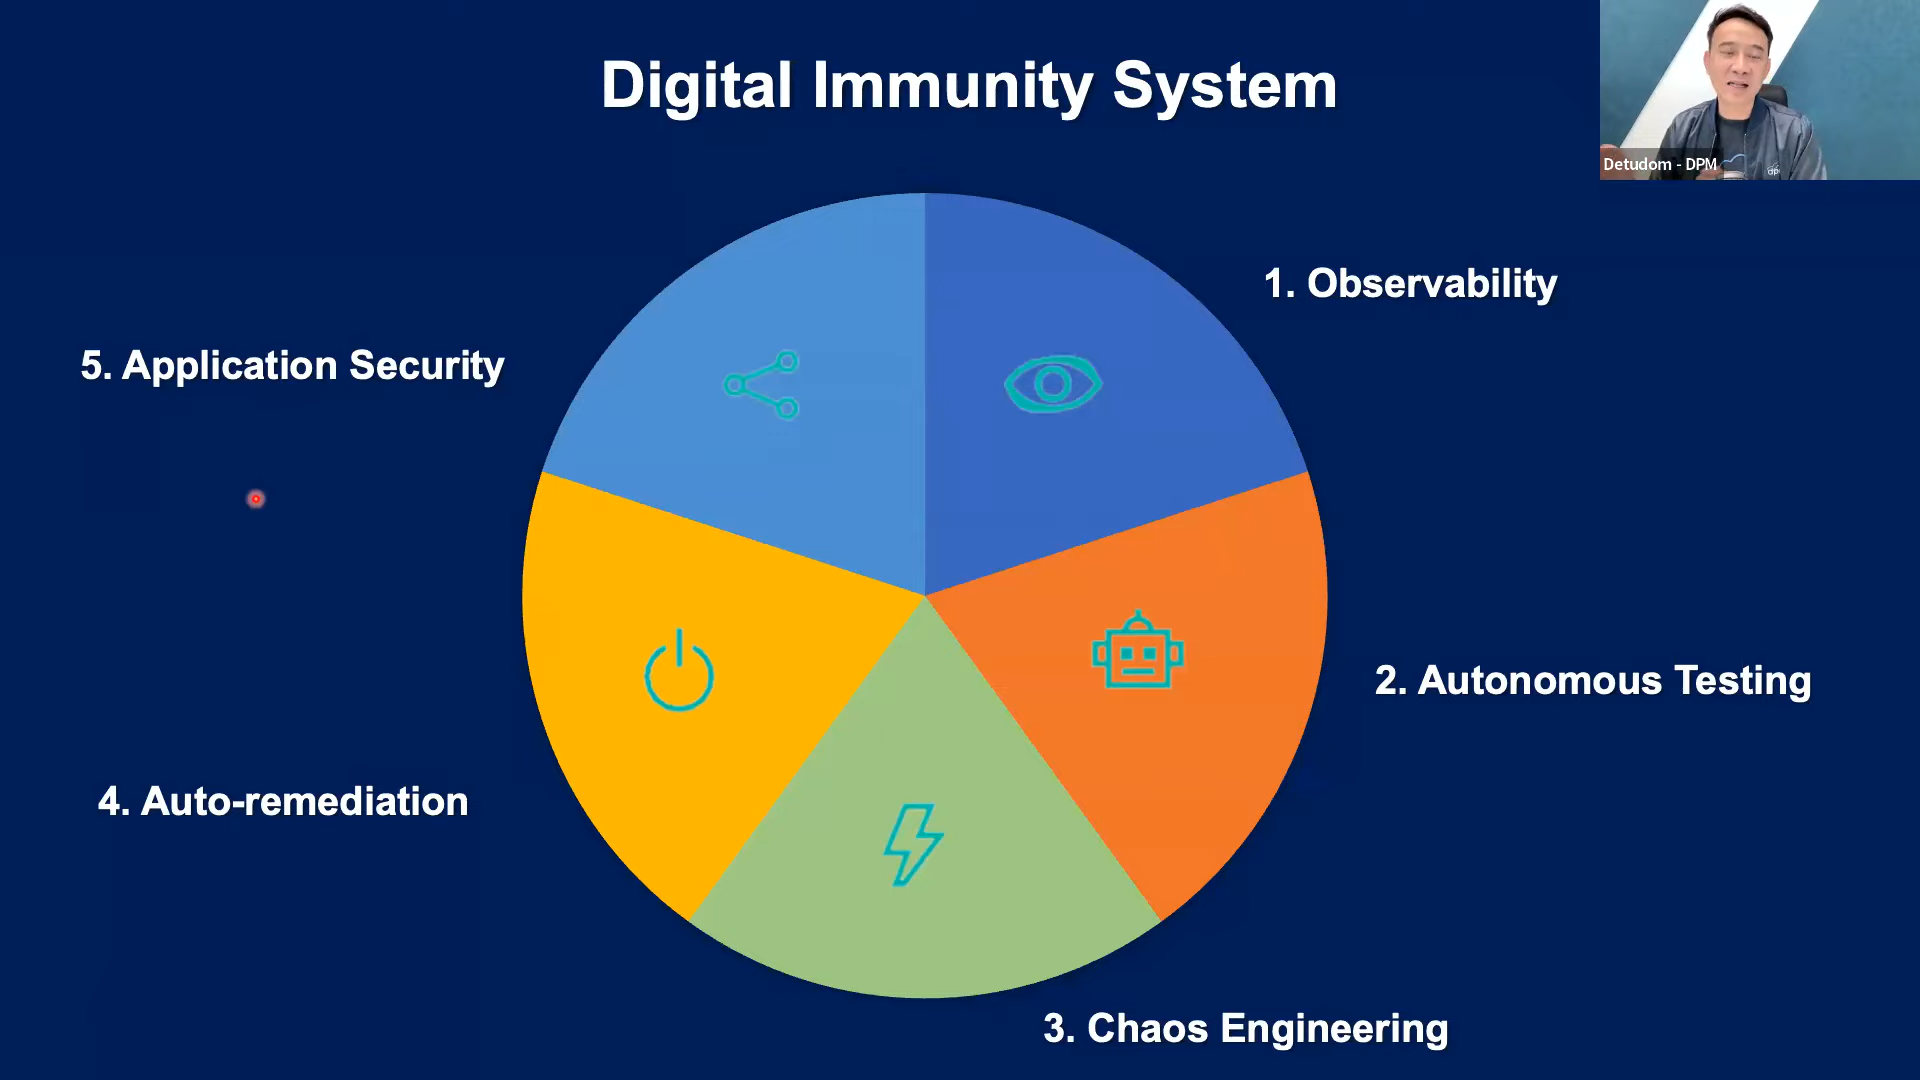 Digital Immunity System
Detudom - DPM
1. Observability
5. Application Security
2. Autonomous Testing
4. Auto-remediation
3. Chaos Engineering